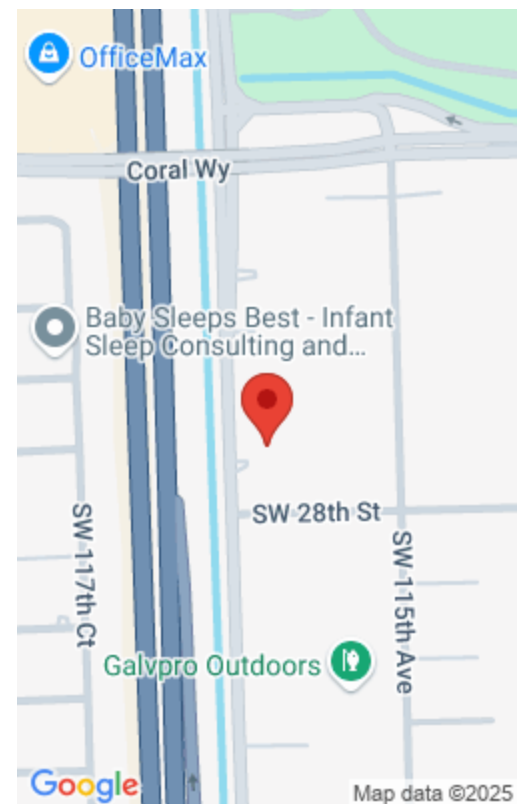 OfficeMax
Coral Wy
Baby Sleeps Best - Infant
Sleep Consulting and...
SW 28th St
SW 117th Ct
SW 115th Ave
Galvpro Outdoors
Google
Map data ©2025